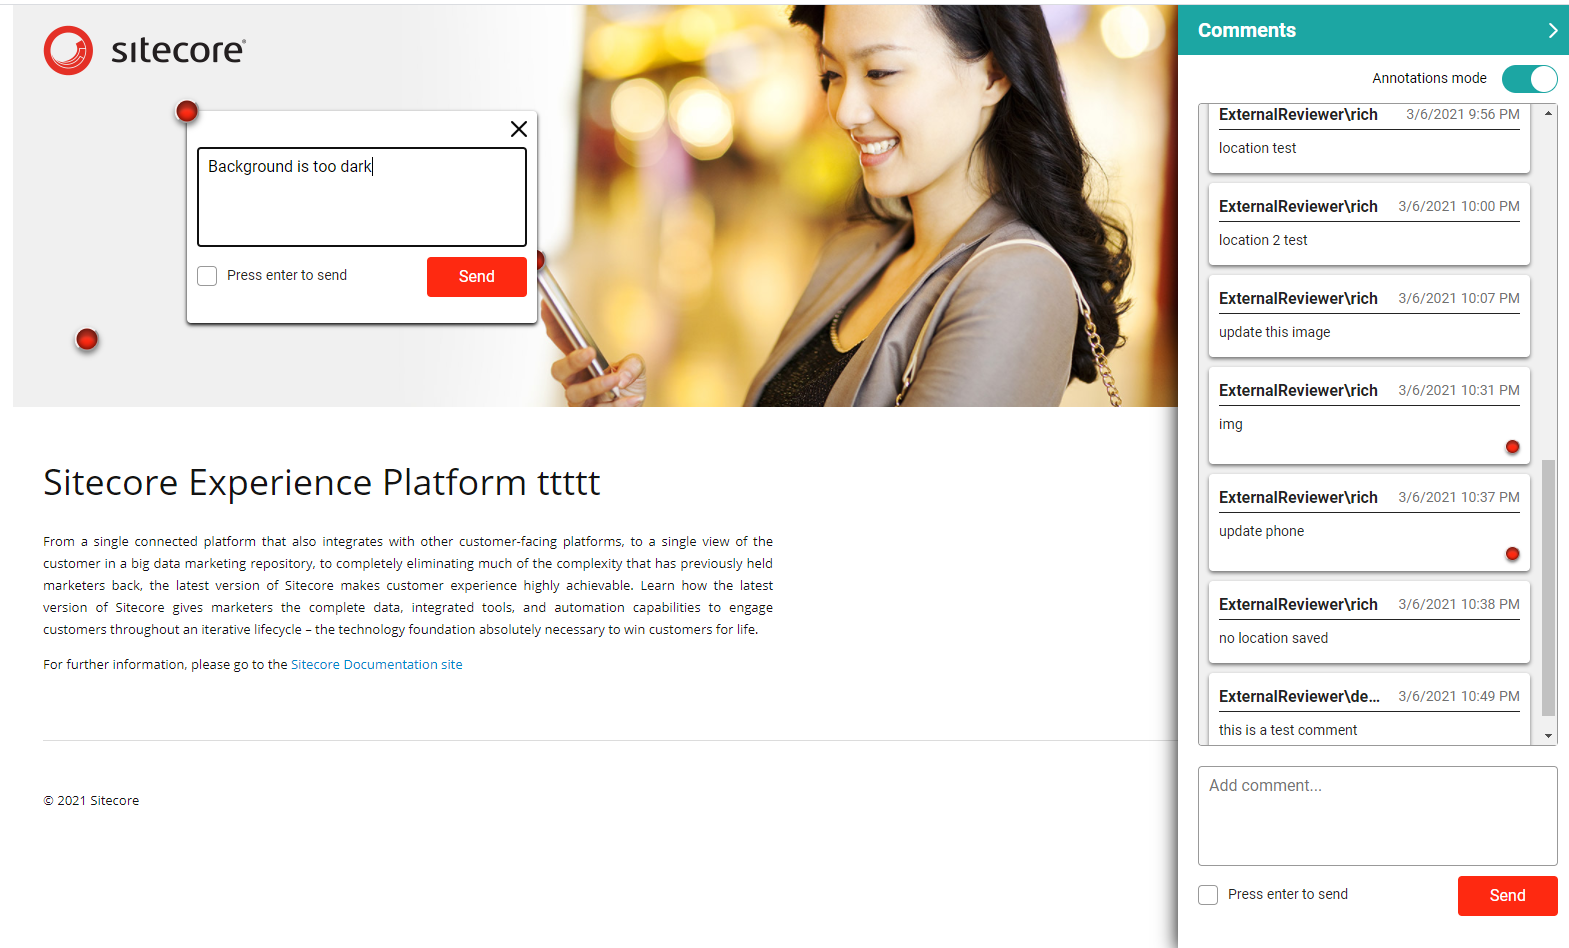 sitecore
Background is too dark
Press enter to send
Send
Sitecore Experience Platform ttttt
From a single connected platform that also integrates with other customer-facing platforms, to a single view of the
customer in a big data marketing repository, to completely eliminating much of the complexity that has previously held
marketers back, the latest version of Sitecore makes customer experience highly achievable. Learn how the latest
version of Sitecore gives marketers the complete data, integrated tools, and automation capabilities to engage
customers throughout an iterative lifecycle – the technology foundation absolutely necessary to win customers for life.
For further information, please go to the Sitecore Documentation site
© 2021 Sitecore
Comments
Annotations mode
ExternalReviewer\rich 3/6/2021 9:56 PM
location test
ExternalReviewer\rich 3/6/2021 10:00 PM
location 2 test
ExternalReviewer\rich 3/6/2021 10:07 PM
update this image
ExternalReviewer\rich 3/6/2021 10:31 PM
img
ExternalReviewer\rich 3/6/2021 10:37 PM
update phone
ExternalReviewer\rich 3/6/2021 10:38 PM
no location saved
ExternalReviewer\de... 3/6/2021 10:49 PM
this is a test comment
Add comment...
Press enter to send
Send